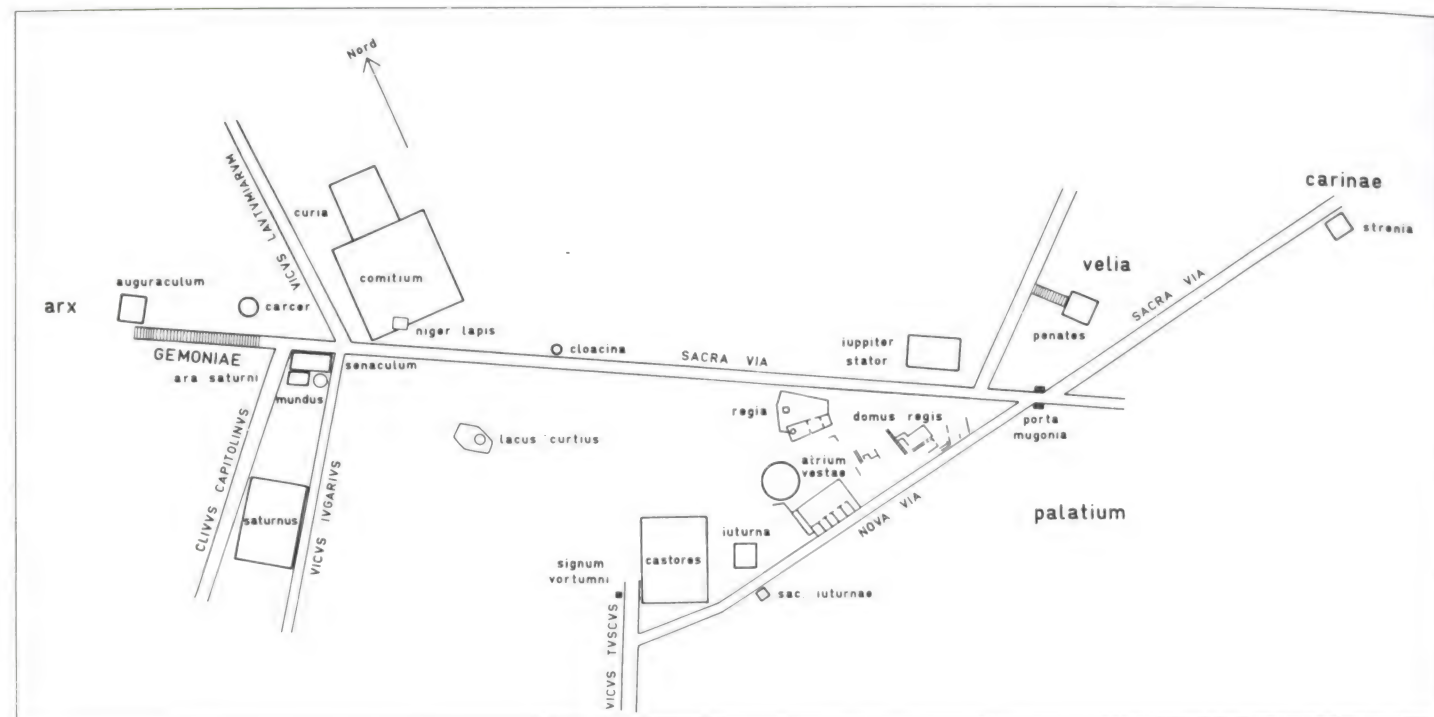 Nord
carinae
strenia
VICVS LAVTVMIARVM
curia
velia
comitium
auguraculum
arx
carcer
SACRA VIA
niger lapis
penates
GEMONIAE
cloacina
SACRA VIA
iuppiter
stator
ara saturni
senaculum
mundus
regia
domus regis
porta
mugonia
lacus curtius
atrium
vestae
CLIVVS CAPITOLINVS
VICVS IVGARIVS
NOVA VIA
palatium
saturnus
iuturna
castores
signum
vortumni
sac. iuturnae
VICVS TVSCVS